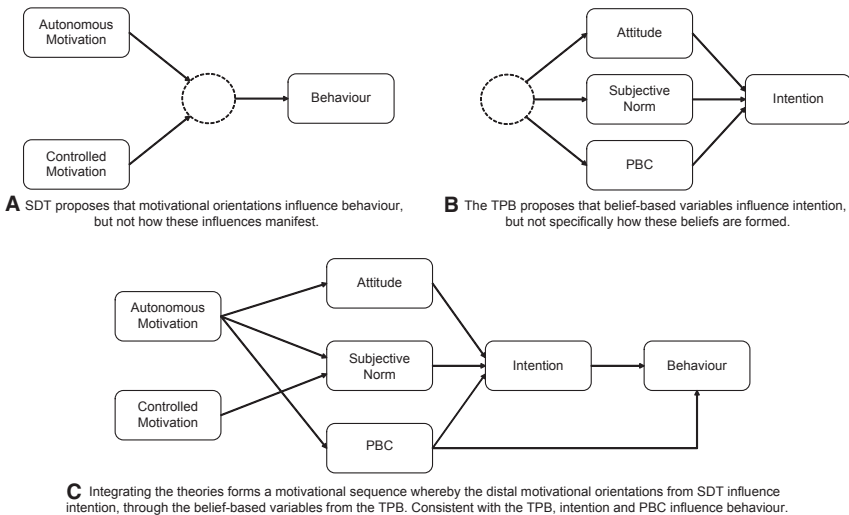 Autonomous
Motivation
Controlled
Motivation
Behaviour
A SDT proposes that motivational orientations influence behaviour,
but not how these influences manifest.
Attitude
Subjective
Norm
PBC
Intention
B The TPB proposes that belief-based variables influence intention,
but not specifically how these beliefs are formed.
Autonomous
Motivation
Controlled
Motivation
Attitude
Subjective
Norm
PBC
Intention
Behaviour
C Integrating the theories forms a motivational sequence whereby the distal motivational orientations from SDT influence
intention, through the belief-based variables from the TPB. Consistent with the TPB, intention and PBC influence behaviour.